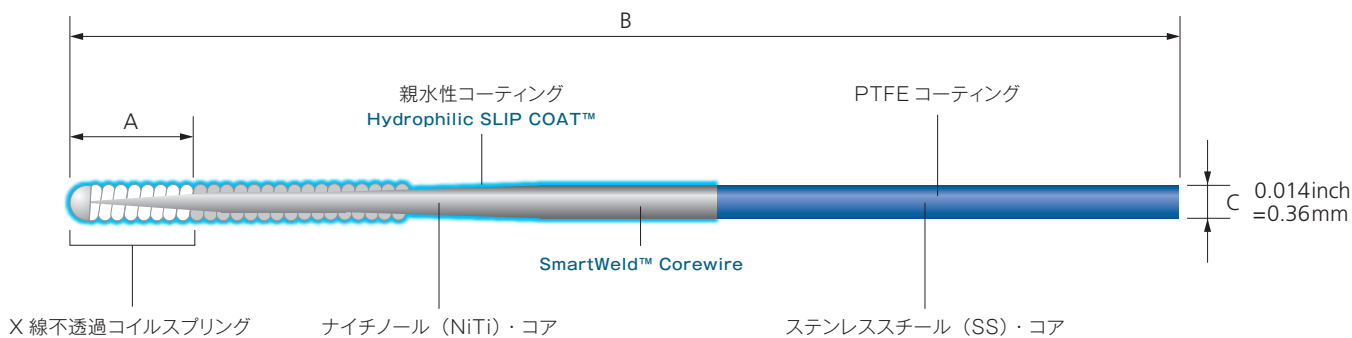 B
親水性コーティング
Hydrophilic SLIP COAT™
PTFE コーティング
A
C
0.014inch
=0.36mm
SmartWeld™ Corewire
X 線不透過コイルスプリング
ナイチノール（NiTi）・コア
ステンレススチール（SS）・コア